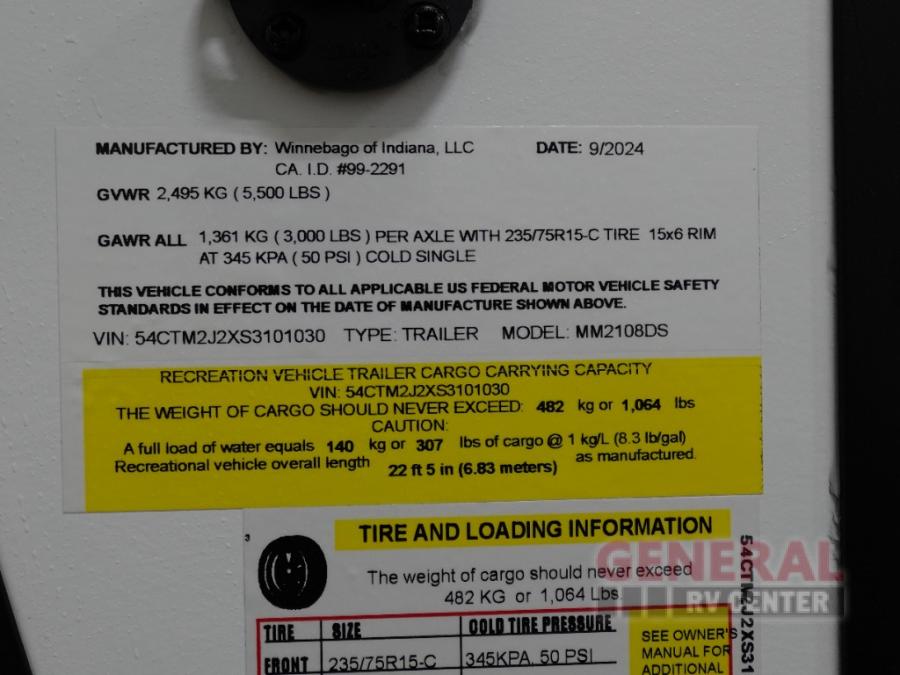 MANUFACTURED BY: Winnebago of Indiana, LLC DATE: 9/2024
CA. I.D. #99-2291
GVWR 2,495 KG ( 5,500 LBS )
GAWR ALL 1,361 KG ( 3,000 LBS ) PER AXLE WITH 235/75R15-C TIRE 15x6 RIM
AT 345 KPA ( 50 PSI ) COLD SINGLE
THIS VEHICLE CONFORMS TO ALL APPLICABLE US FEDERAL MOTOR VEHICLE SAFETY
STANDARDS IN EFFECT ON THE DATE OF MANUFACTURE SHOWN ABOVE.
VIN: 54CTM2J2XS3101030 TYPE: TRAILER MODEL: MM2108DS
RECREATION VEHICLE TRAILER CARGO CARRYING CAPACITY
VIN: 54CTM2J2XS3101030
THE WEIGHT OF CARGO SHOULD NEVER EXCEED: 482 kg or 1,064 lbs
CAUTION:
A full load of water equals 140 kg or 307 lbs of cargo @ 1 kg/L (8.3 lb/gal)
Recreational vehicle overall length 22 ft 5 in (6.83 meters) as manufactured.
3
TIRE AND LOADING INFORMATION
The weight of cargo should never exceed
482 KG or 1,064 Lbs.
TIRE SIZE COLD TIRE PRESSURE
FRONT 235/75R15-C 345KPA, 50 PSI
SEE OWNER'S
MANUAL FOR
ADDITIONAL
54CTM2J2XS31
GENERAL
RV CENTER